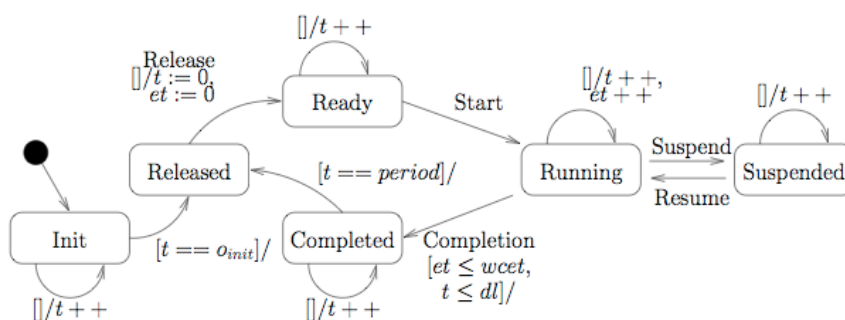 []/t + +
Release
[]/t := 0,
et := 0
Ready
Start
[]/t + +,
et + +
[]/t + +
Released
[t == period]/
Running
Suspend
Resume
Suspended
Init
[t == o_init]/
Completed
Completion
[et ≤ wcet,
t ≤ dl]/
[]/t + +
[]/t + +